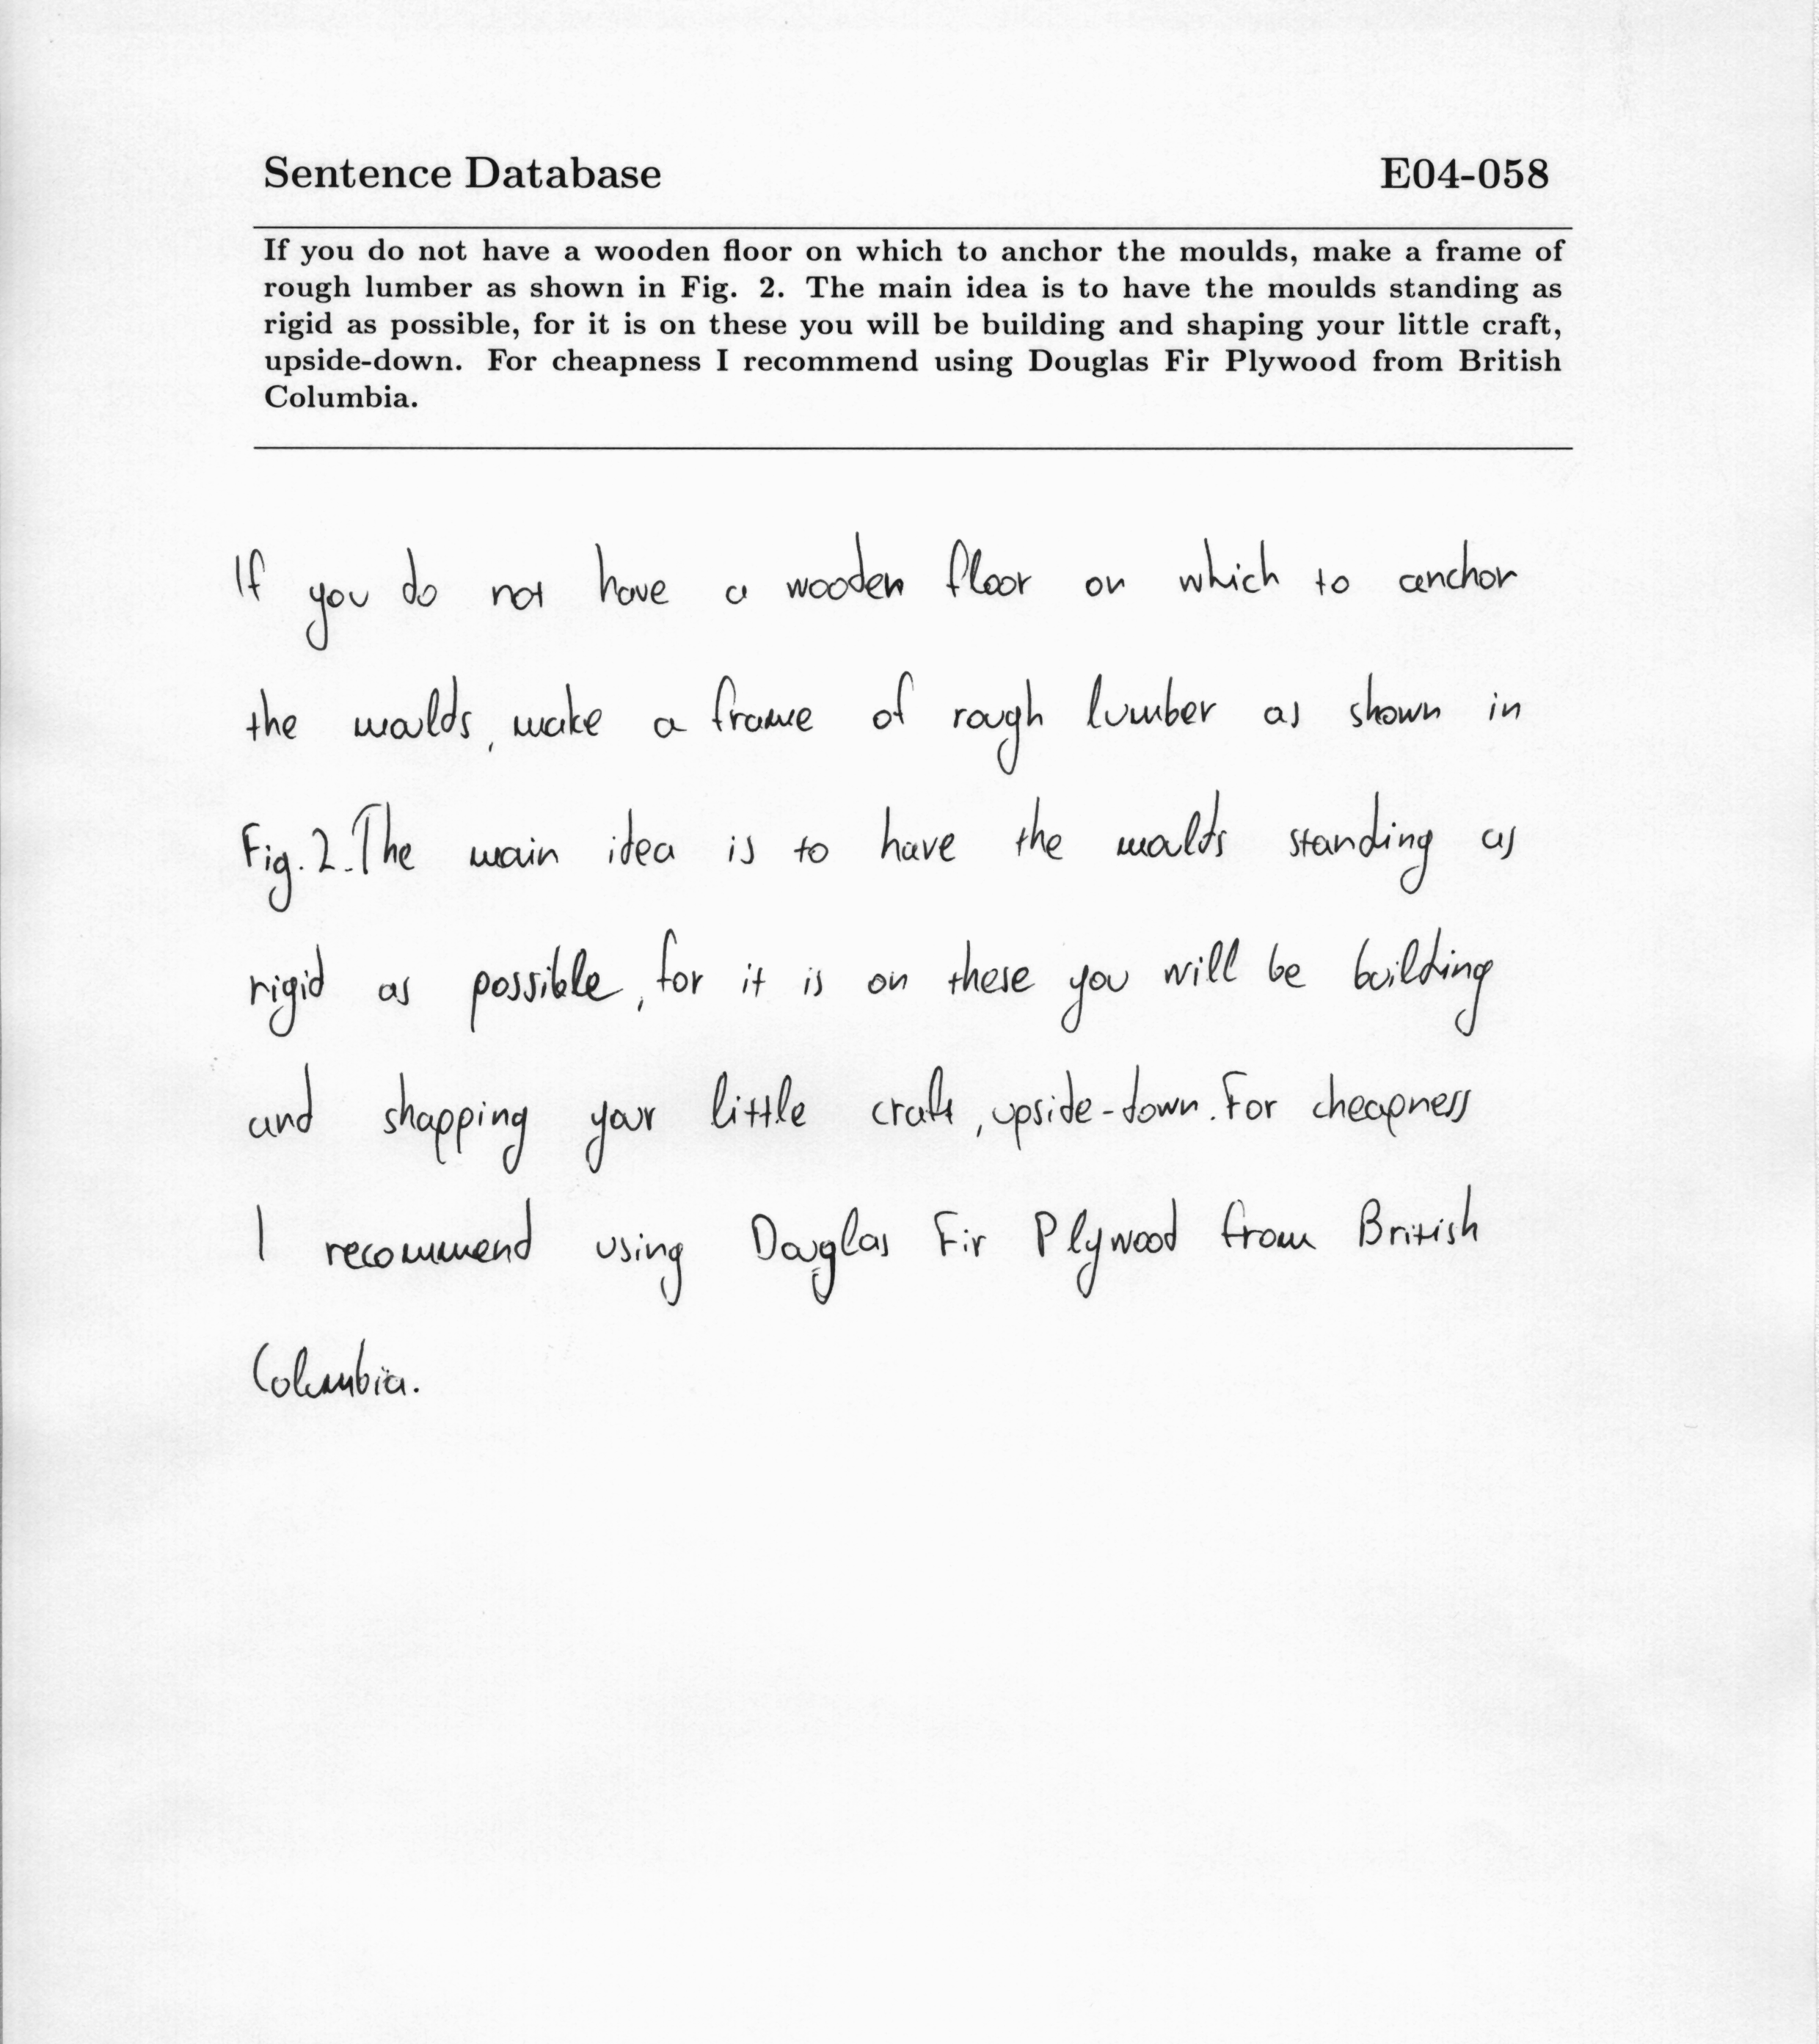 Sentence Database E04-058
If you do not have a wooden floor on which to anchor the moulds, make a frame of
rough lumber as shown in Fig. 2. The main idea is to have the moulds standing as
rigid as possible, for it is on these you will be building and shaping your little craft,
upside-down. For cheapness I recommend using Douglas Fir Plywood from British
Columbia.
If you do not have a wooden floor on which to anchor
the moulds, make a frame of rough lumber as shown in
Fig. 2. The main idea is to have the moulds standing as
rigid as possible, for it is on these you will be building
and shapping your little craft, upside-down. For cheapness
I recommend using Douglas Fir Plywood from British
Columbia.